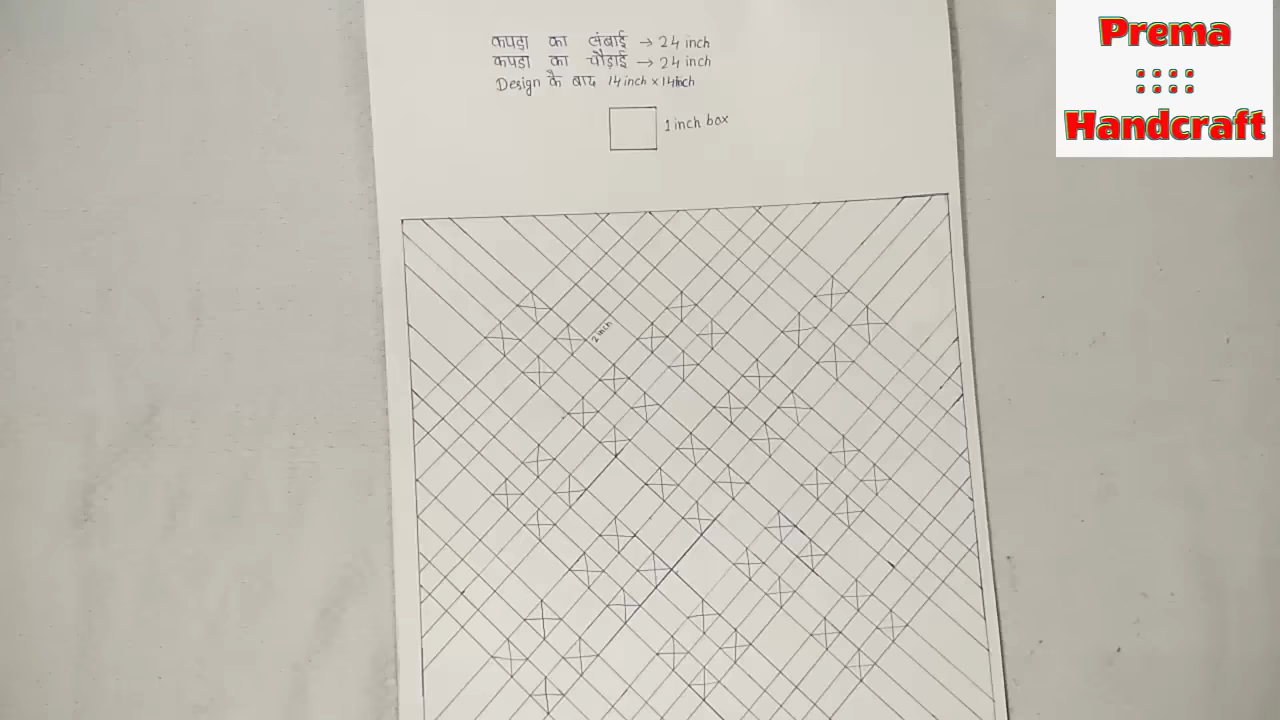 कपड़ा का लंबाई → 24 inch
कपडा का चौड़ाई → 24 inch
Design के बाद 14 inch × 14 inch
1 inch box
2 inch
Prema
Handcraft